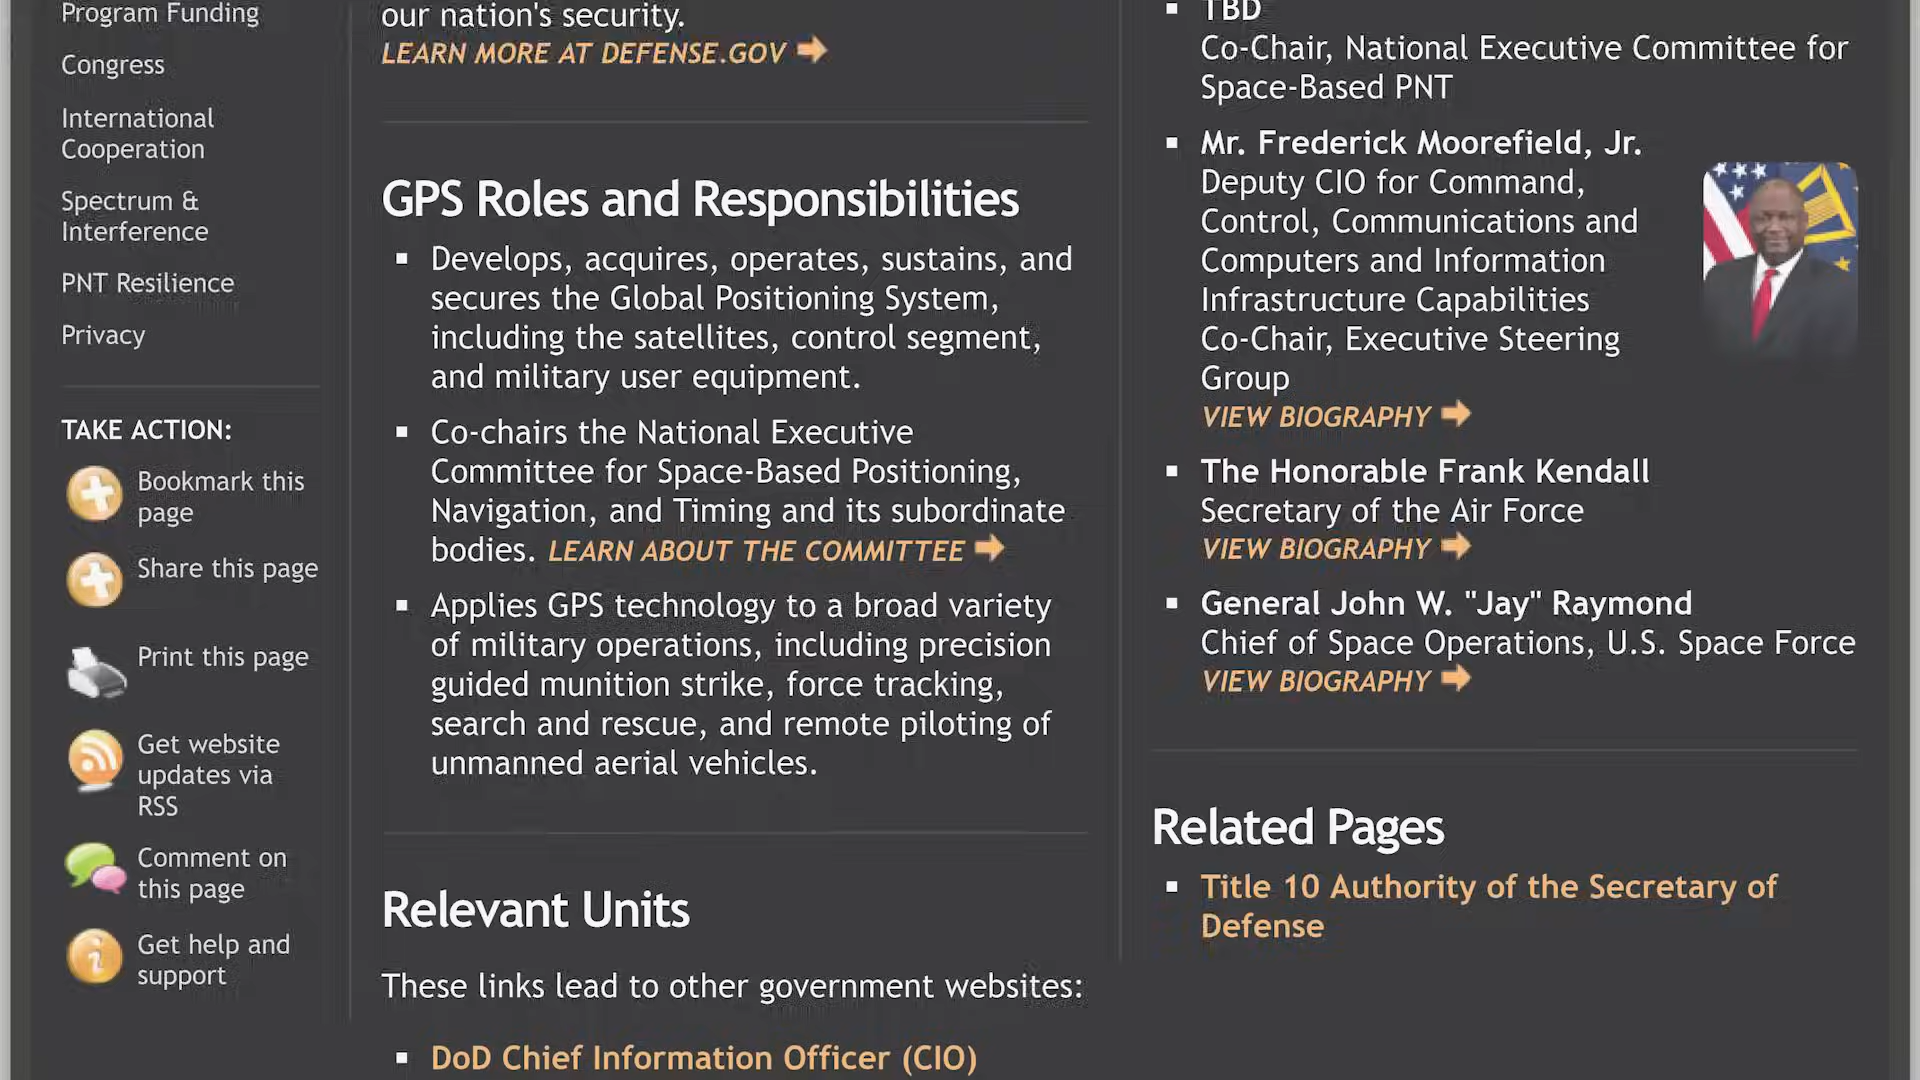 Program Funding
Congress
International
Cooperation
Spectrum &
Interference
PNT Resilience
Privacy
TAKE ACTION:
Bookmark this
page
Share this page
Print this page
Get website
updates via
RSS
Comment on
this page
Get help and
support
our nation's security.
LEARN MORE AT DEFENSE.GOV
GPS Roles and Responsibilities
Develops, acquires, operates, sustains, and
secures the Global Positioning System,
including the satellites, control segment,
and military user equipment.
Co-chairs the National Executive
Committee for Space-Based Positioning,
Navigation, and Timing and its subordinate
bodies. LEARN ABOUT THE COMMITTEE
Applies GPS technology to a broad variety
of military operations, including precision
guided munition strike, force tracking,
search and rescue, and remote piloting of
unmanned aerial vehicles.
Relevant Units
These links lead to other government websites:
DoD Chief Information Officer (CIO)
TBD
Co-Chair, National Executive Committee for
Space-Based PNT
Mr. Frederick Moorefield, Jr.
Deputy CIO for Command,
Control, Communications and
Computers and Information
Infrastructure Capabilities
Co-Chair, Executive Steering
Group
VIEW BIOGRAPHY
The Honorable Frank Kendall
Secretary of the Air Force
VIEW BIOGRAPHY
General John W. "Jay" Raymond
Chief of Space Operations, U.S. Space Force
VIEW BIOGRAPHY
Related Pages
Title 10 Authority of the Secretary of
Defense